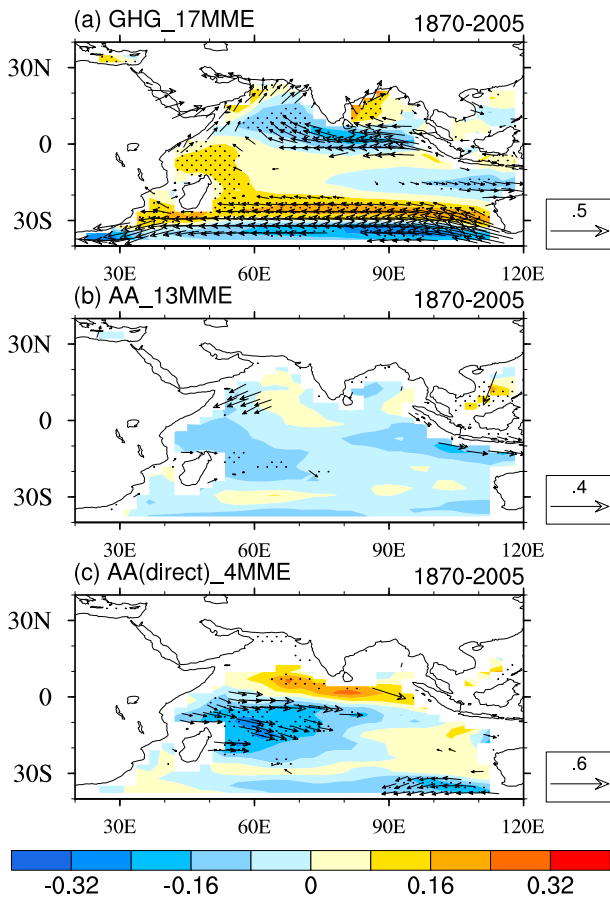 (a) GHG_17MME 1870-2005
30N
0
30S
.5
30E 60E 90E 120E
(b) AA_13MME 1870-2005
30N
0
30S
.4
30E 60E 90E 120E
(c) AA(direct)_4MME 1870-2005
30N
0
30S
.6
30E 60E 90E 120E
-0.32 -0.16 0 0.16 0.32